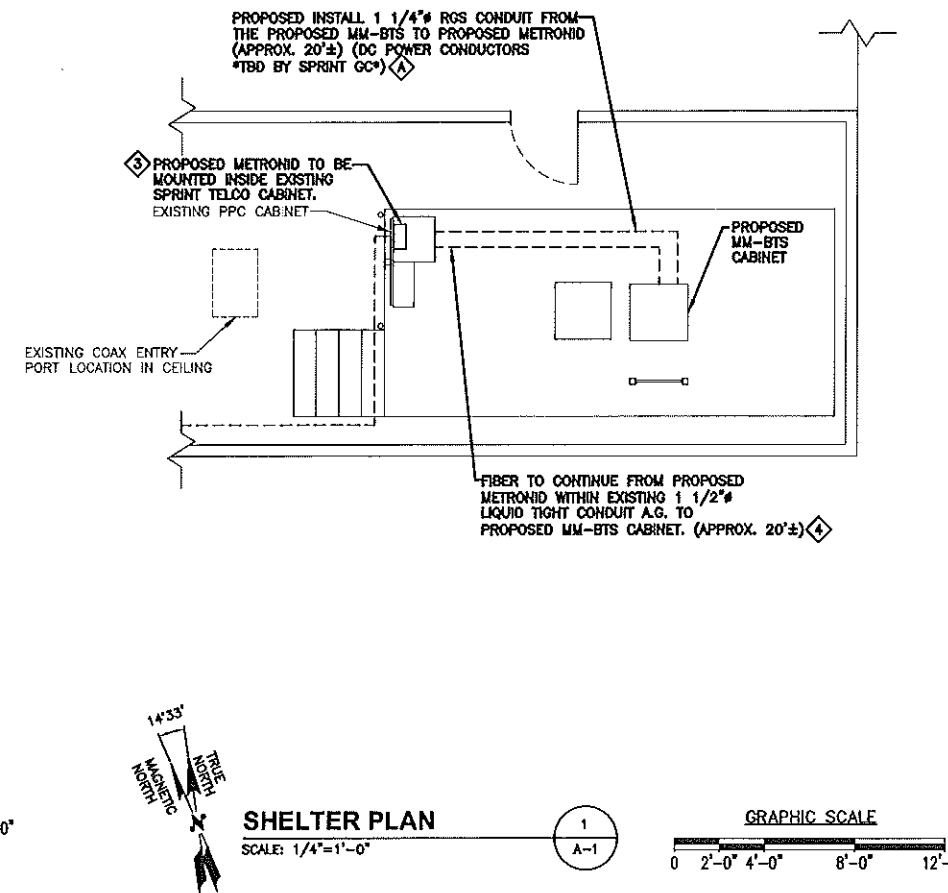 PROPOSED INSTALL 1 1/4"ø RGS CONDUIT FROM
THE PROPOSED MM-BTS TO PROPOSED METRONID
(APPROX. 20'±) (DC POWER CONDUCTORS
*TBD BY SPRINT GC*) A
3 PROPOSED METRONID TO BE
MOUNTED INSIDE EXISTING
SPRINT TELCO CABINET.
EXISTING PPC CABINET
PROPOSED
MM-BTS
CABINET
EXISTING COAX ENTRY
PORT LOCATION IN CEILING
FIBER TO CONTINUE FROM PROPOSED
METRONID WITHIN EXISTING 1 1/2"ø
LIQUID TIGHT CONDUIT A.G. TO
PROPOSED MM-BTS CABINET. (APPROX. 20'±) 4
14°33'
MAGNETIC
NORTH
TRUE
NORTH
N
0"
SHELTER PLAN
SCALE: 1/4"=1'-0"
1
A-1
GRAPHIC SCALE
0 2'-0" 4'-0" 8'-0" 12'-